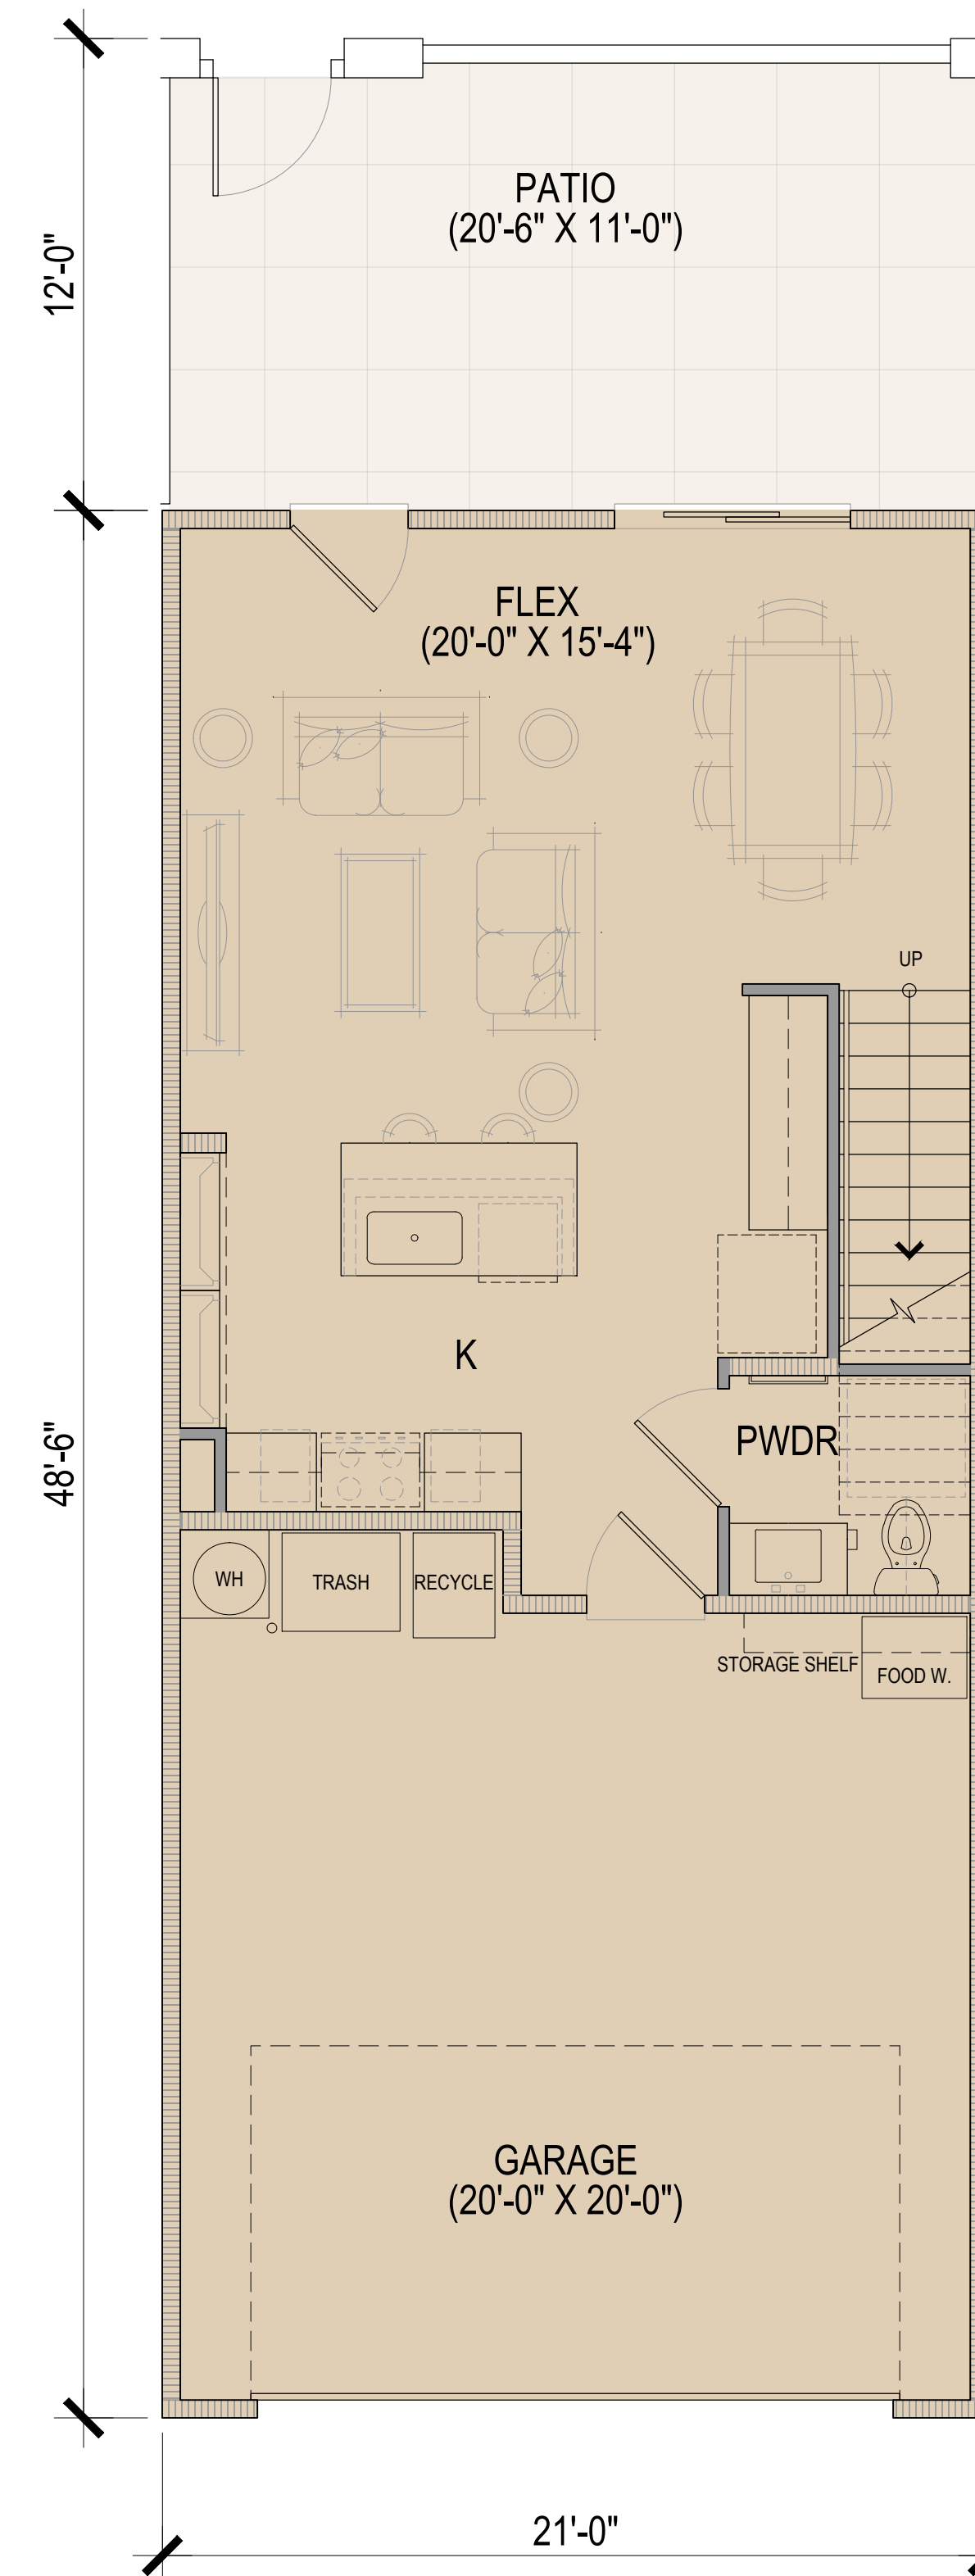 PATIO
(20'-6" X 11'-0")
12'-0"
FLEX
(20'-0" X 15'-4")
UP
K
48'-6"
PWDR
WH
TRASH
RECYCLE
STORAGE SHELF
FOOD W.
GARAGE
(20'-0" X 20'-0")
21'-0"